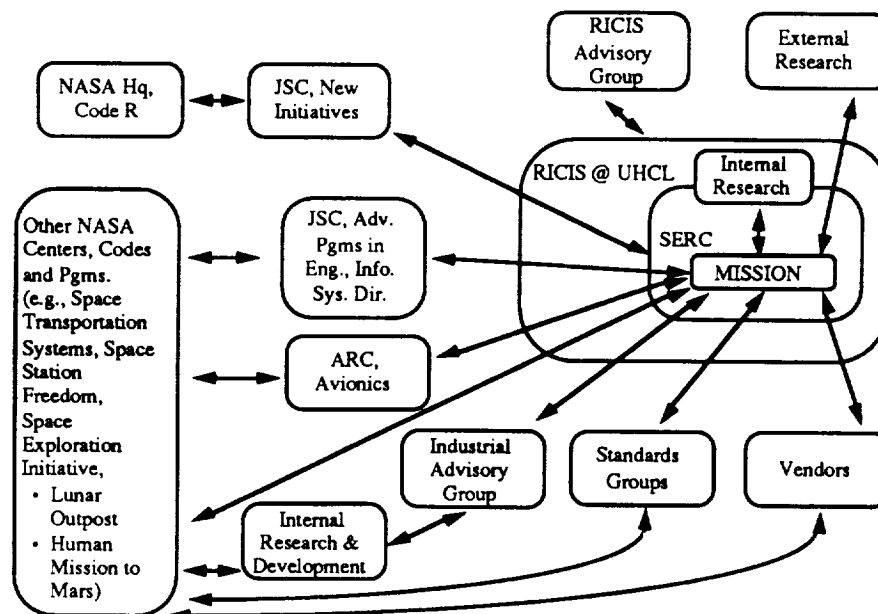 RICIS
Advisory
Group
External
Research
NASA Hq,
Code R
JSC, New
Initiatives
RICIS @ UHCL
Internal
Research
SERC
MISSION
Other NASA
Centers, Codes
and Pgms.
(e.g., Space
Transportation
Systems, Space
Station
Freedom,
Space
Exploration
Initiative,
• Lunar
Outpost
• Human
Mission to
Mars)
JSC, Adv.
Pgms in
Eng., Info.
Sys. Dir.
ARC,
Avionics
Industrial
Advisory
Group
Standards
Groups
Vendors
Internal
Research &
Development